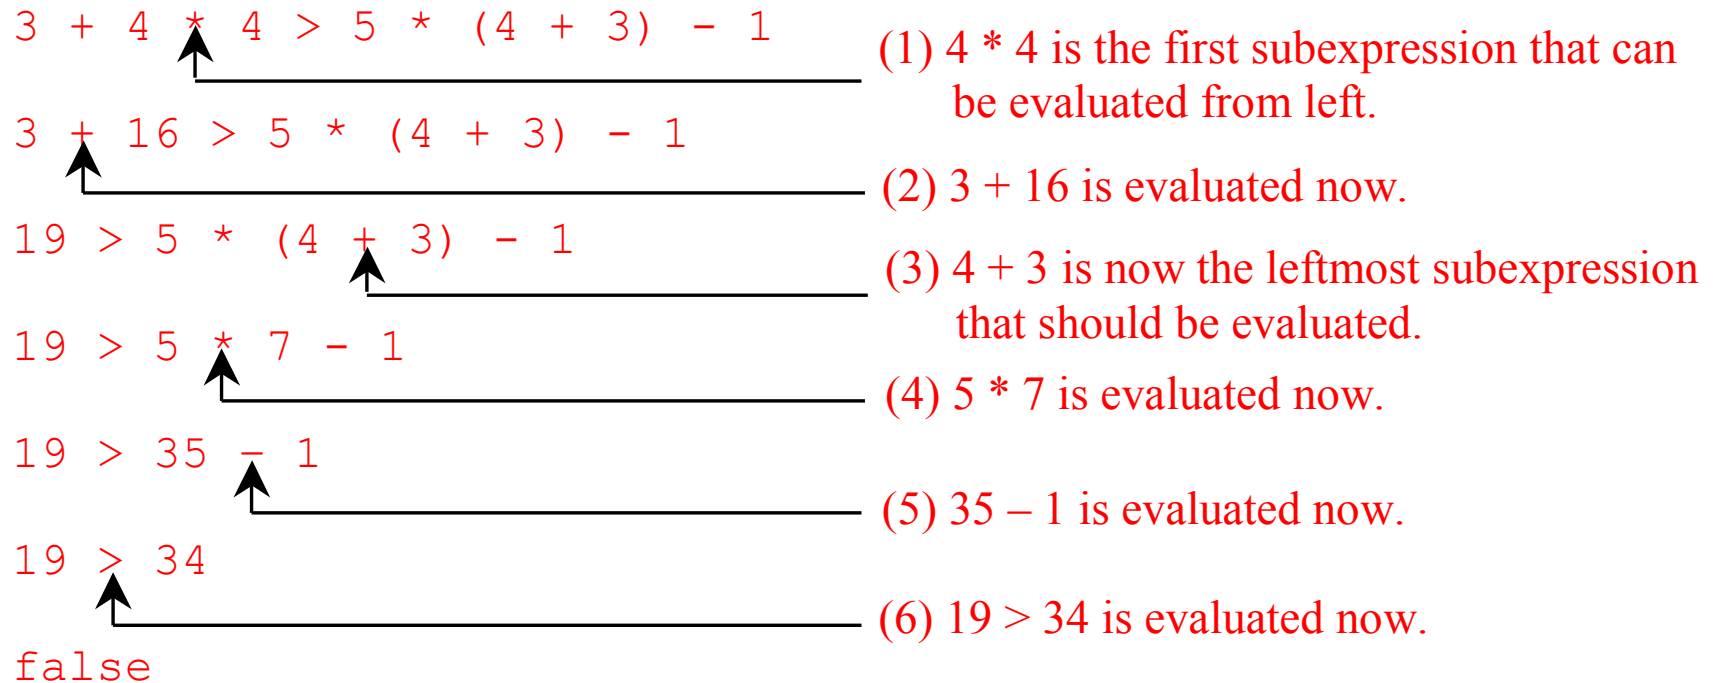 3 + 4 * 4 > 5 * (4 + 3) - 1
(1) 4 * 4 is the first subexpression that can
be evaluated from left.
3 + 16 > 5 * (4 + 3) - 1
(2) 3 + 16 is evaluated now.
19 > 5 * (4 + 3) - 1
(3) 4 + 3 is now the leftmost subexpression
that should be evaluated.
19 > 5 * 7 - 1
(4) 5 * 7 is evaluated now.
19 > 35 - 1
(5) 35 – 1 is evaluated now.
19 > 34
(6) 19 > 34 is evaluated now.
false